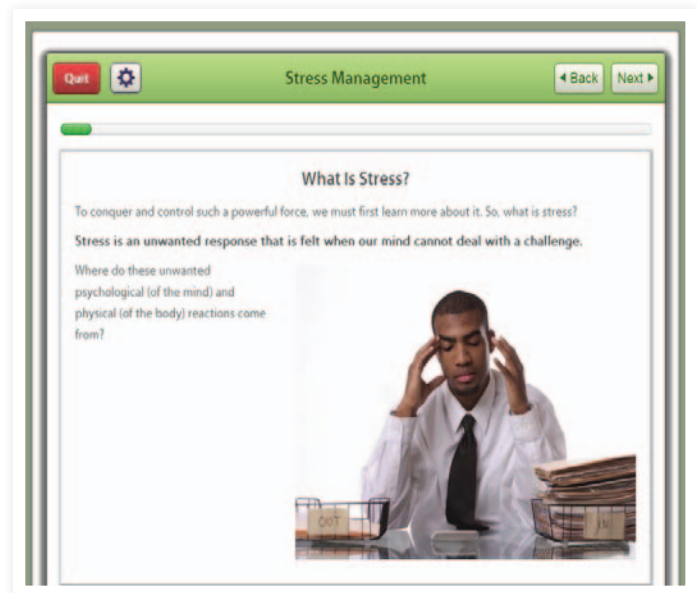 Quit
Stress Management
Back
Next
What Is Stress?
To conquer and control such a powerful force, we must first learn more about it. So, what is stress?
Stress is an unwanted response that is felt when our mind cannot deal with a challenge.
Where do these unwanted
psychological (of the mind) and
physical (of the body) reactions come
from?
OUT
IN